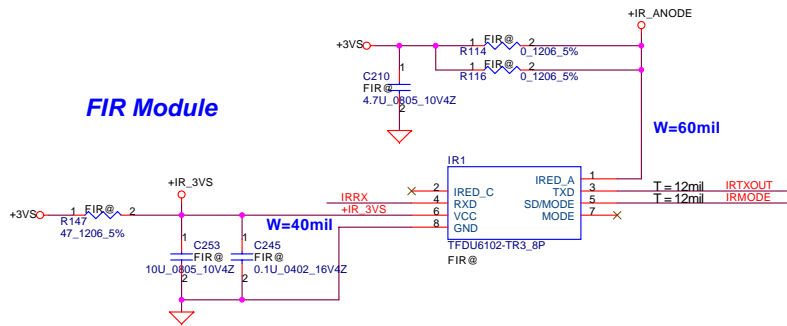 +IR_ANODE
+3VS
1 FIR@ 2
R114 0_1206_5%
1 FIR@ 2
R116 0_1206_5%
1
C210
FIR@
4.7U_0805_10V4Z
2
FIR Module
W=60mil
IR1
+IR_3VS
2 IRED_C IRED_A 1
IRRX 4 RXD TXD 3 T = 12mil IRTXOUT
+IR_3VS 6 VCC SD/MODE 5 T = 12mil IRMODE
8 GND MODE 7
W=40mil
TFDU6102-TR3_8P
FIR@
+3VS 1 FIR@ 2
R147
47_1206_5%
1
C253
FIR@
10U_0805_10V4Z
2
1
C245
FIR@
0.1U_0402_16V4Z
2